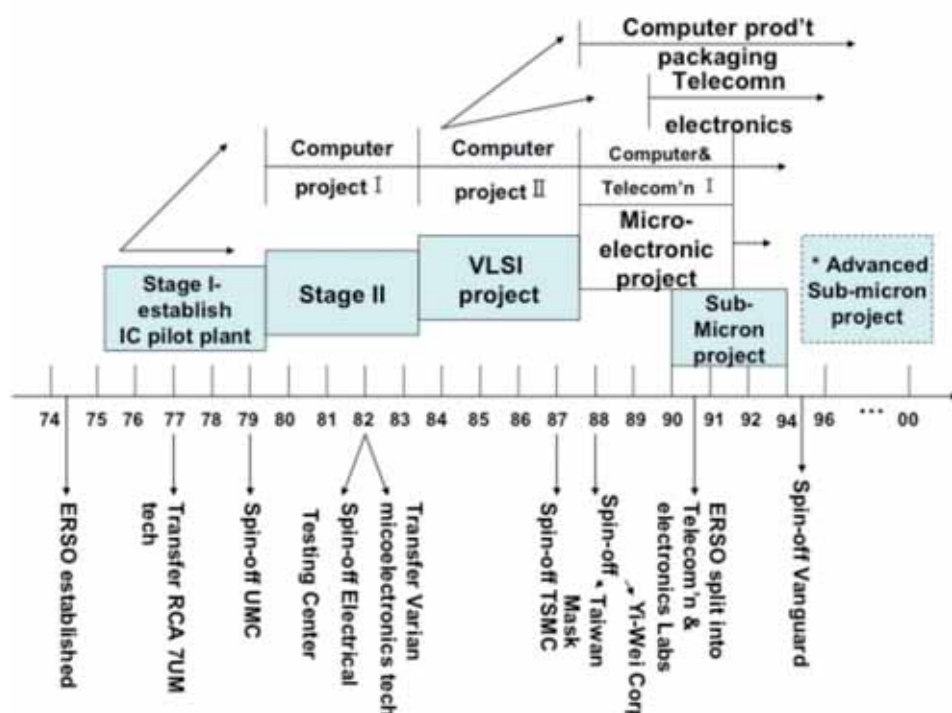 Computer prod't
packaging
Telecomn
electronics
Computer
project I
Computer
project II
Computer&
Telecom'n I
Micro-
electronic
project
Stage I-
establish
IC pilot plant
Stage II
VLSI
project
Sub-
Micron
project
* Advanced
Sub-micron
project
74 75 76 77 78 79 80 81 82 83 84 85 86 87 88 89 90 91 92 94 96 ... 00
ERSO established
Transfer RCA 7UM
tech
Spin-off UMC
Spin-off Electrical
Testing Center
Transfer Varian
micoelectronics tech
Spin-off TSMC
Spin-off
Taiwan
Mask
Yi-Wei Corp
ERSO split into
Telecom'n &
electronics Labs
Spin-off Vanguard